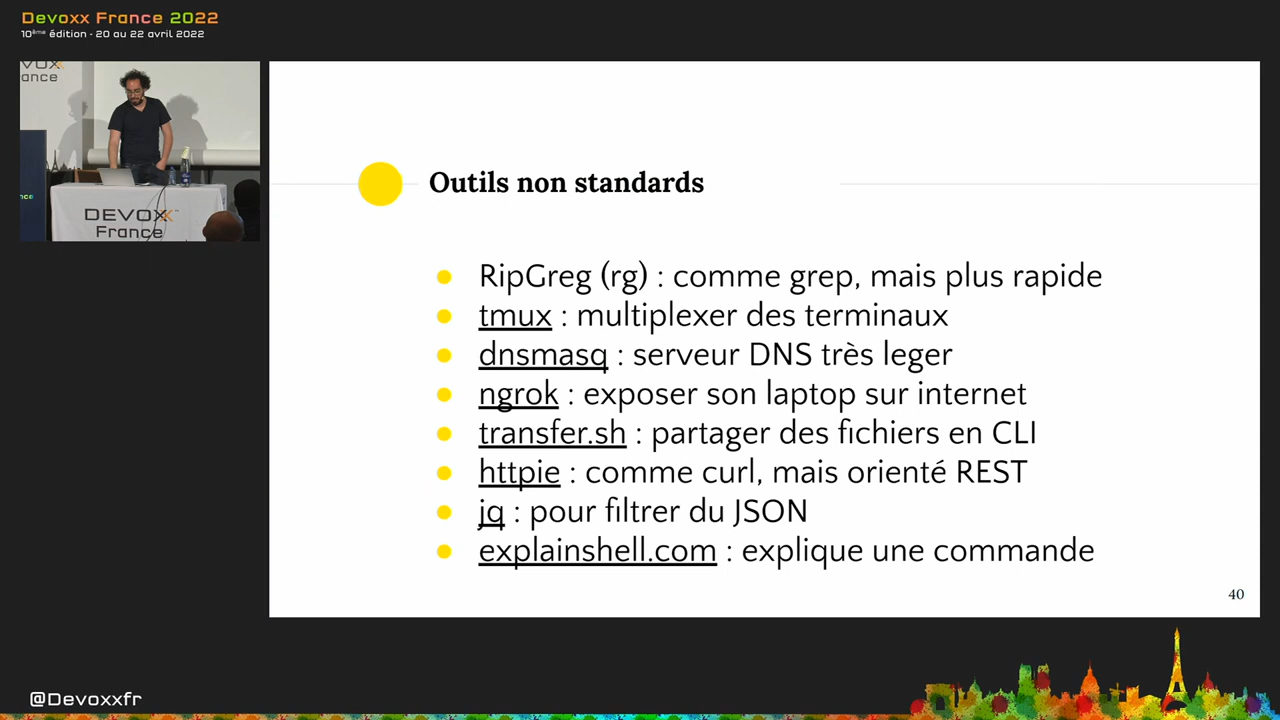 Devoxx France 2022
10ème édition - 20 au 22 avril 2022
VOXX
ance
DEVOXX
France
Outils non standards
RipGreg (rg) : comme grep, mais plus rapide
tmux : multiplexer des terminaux
dnsmasq : serveur DNS très leger
ngrok : exposer son laptop sur internet
transfer.sh : partager des fichiers en CLI
httpie : comme curl, mais orienté REST
jq : pour filtrer du JSON
explainshell.com : explique une commande
40
@Devoxxfr